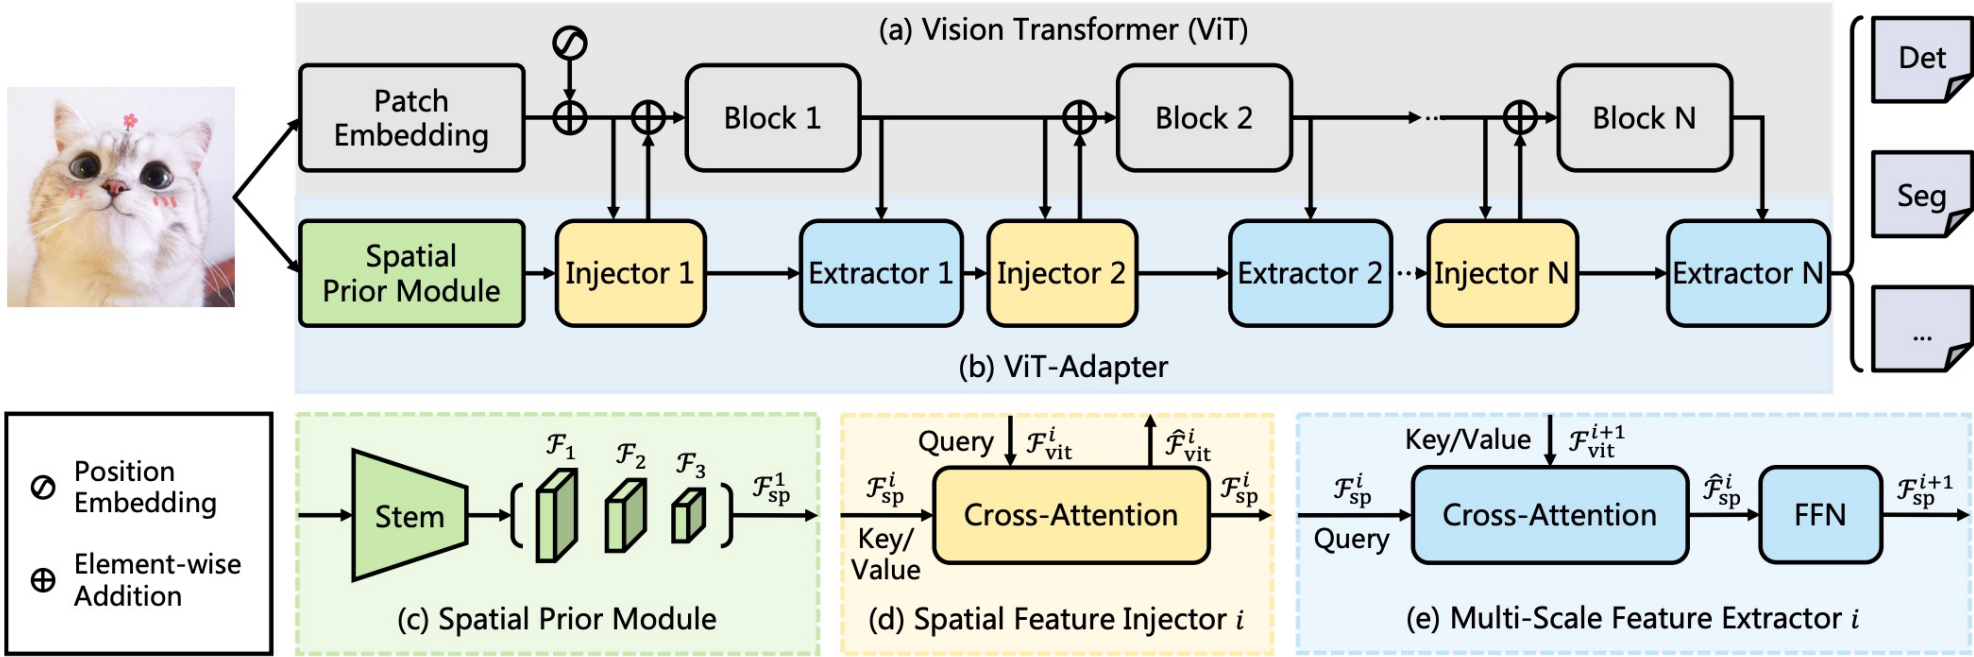 (a) Vision Transformer (ViT)
Patch
Embedding
Block 1
Block 2
...
Block N
Det
Seg
...
Spatial
Prior Module
Injector 1
Extractor 1
Injector 2
Extractor 2
...
Injector N
Extractor N
(b) ViT-Adapter
Position
Embedding
Element-wise
Addition
Stem
ℱ₁
ℱ₂
ℱ₃
ℱ¹sp
(c) Spatial Prior Module
Query
ℱⁱvit
ℱ̂ⁱvit
ℱⁱsp
Key/
Value
Cross-Attention
ℱⁱsp
(d) Spatial Feature Injector i
Key/Value
ℱⁱ⁺¹vit
ℱⁱsp
Query
Cross-Attention
ℱ̂ⁱsp
FFN
ℱⁱ⁺¹sp
(e) Multi-Scale Feature Extractor i